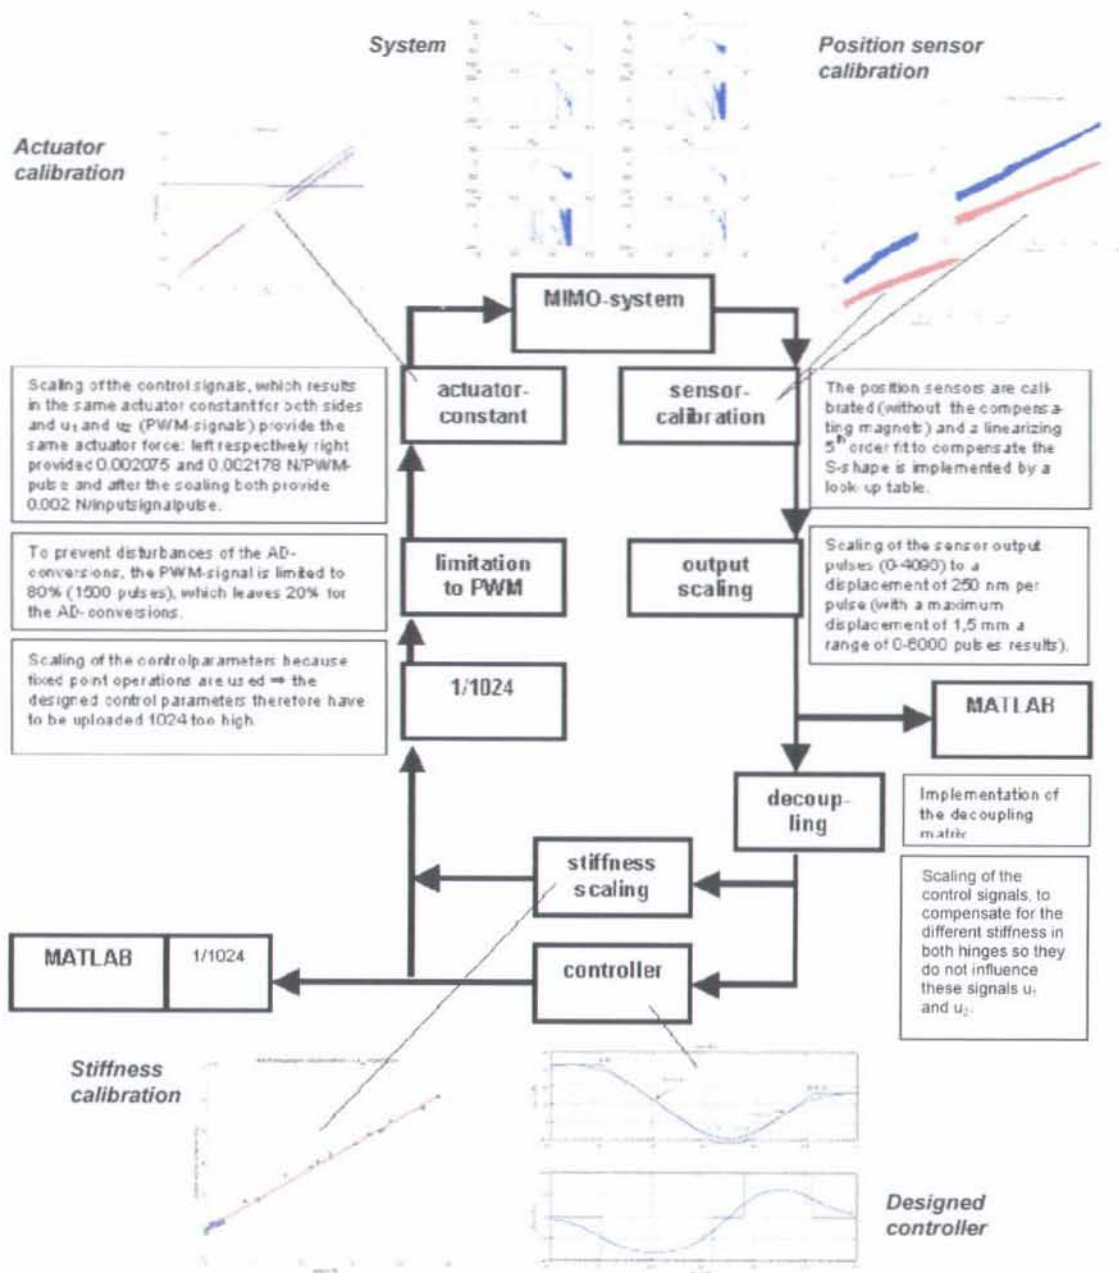 System
Position sensor
calibration
Actuator
calibration
MIMO-system
actuator-
constant
sensor-
calibration
Scaling of the control signals, which results
in the same actuator constant for both sides
and u1 and u2 (PWM-signals) provide the
same actuator force: left respectively right
provided 0.002075 and 0.002178 N/PWM-
pulse and after the scaling both provide
0.002 N/inputsignalpulse.
The position sensors are cali-
brated (without the compensa-
ting magnets) and a linearizing
5th order fit to compensate the
S-shape is implemented by a
look-up table.
To prevent disturbances of the AD-
conversions, the PWM-signal is limited to
80% (1500 pulses), which leaves 20% for
the AD-conversions.
limitation
to PWM
output
scaling
Scaling of the sensor output
pulses (0-4090) to a
displacement of 250 nm per
pulse (with a maximum
displacement of 1,5 mm a
range of 0-6000 pulses results).
Scaling of the controlparameters because
fixed point operations are used ⇒ the
designed control parameters therefore have
to be uploaded 1024 too high.
1/1024
MATLAB
decoup-
ling
Implementation of
the decoupling
matrix
stiffness
scaling
Scaling of the
control signals, to
compensate for the
different stiffness in
both hinges so they
do not influence
these signals u1
and u2.
MATLAB
1/1024
controller
Stiffness
calibration
Designed
controller